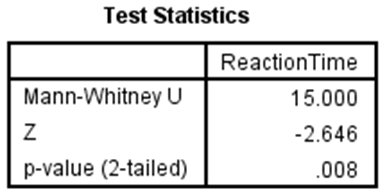 Test Statistics
ReactionTime
Mann-Whitney U 15.000
Z -2.646
p-value (2-tailed) .008